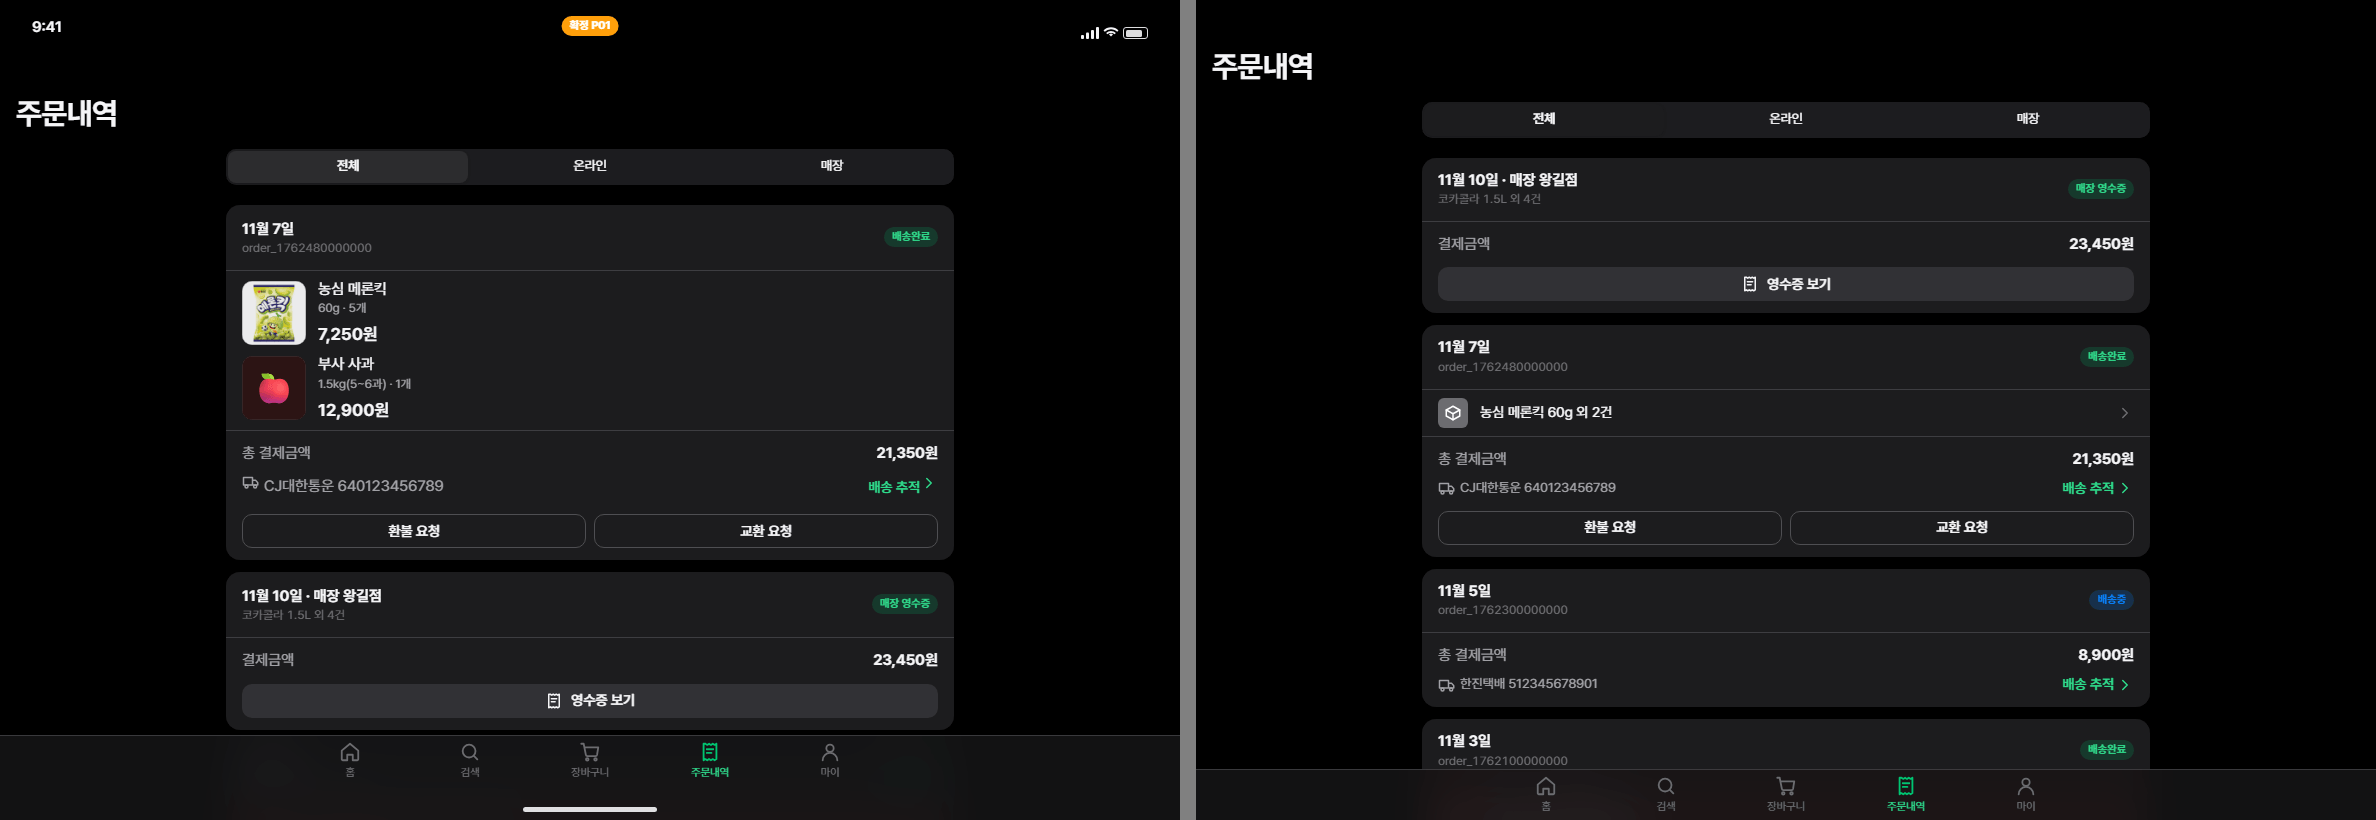 9:41
확정 P01
주문내역
전체
온라인
매장
11월 7일
order_1762480000000
배송완료
농심 메론킥
60g · 5개
7,250원
부사 사과
1.5kg(5~6과) · 1개
12,900원
총 결제금액
21,350원
CJ대한통운 640123456789
배송 추적
환불 요청
교환 요청
11월 10일 · 매장 왕길점
코카콜라 1.5L 외 4건
매장 영수증
결제금액
23,450원
영수증 보기
홈
검색
장바구니
주문내역
마이
주문내역
전체
온라인
매장
11월 10일 · 매장 왕길점
코카콜라 1.5L 외 4건
매장 영수증
결제금액
23,450원
영수증 보기
11월 7일
order_1762480000000
배송완료
농심 메론킥 60g 외 2건
총 결제금액
21,350원
CJ대한통운 640123456789
배송 추적
환불 요청
교환 요청
11월 5일
order_1762300000000
배송중
총 결제금액
8,900원
한진택배 512345678901
배송 추적
11월 3일
order_1762100000000
배송완료
홈
검색
장바구니
주문내역
마이